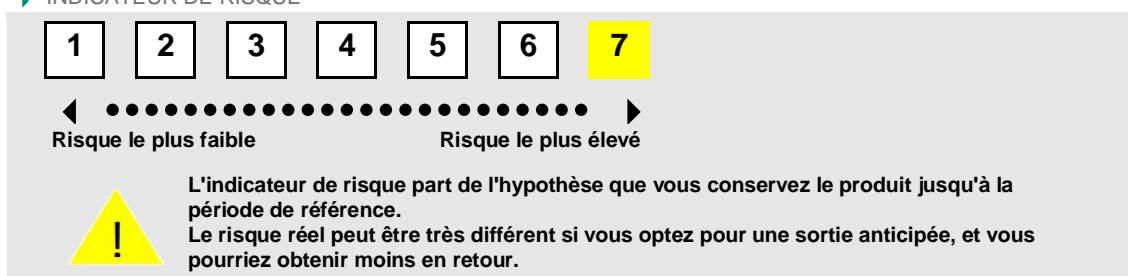 INDICATEUR DE RISQUE
1 2 3 4 5 6 7
Risque le plus faible Risque le plus élevé
L'indicateur de risque part de l'hypothèse que vous conservez le produit jusqu'à la
période de référence.
! Le risque réel peut être très différent si vous optez pour une sortie anticipée, et vous
pourriez obtenir moins en retour.